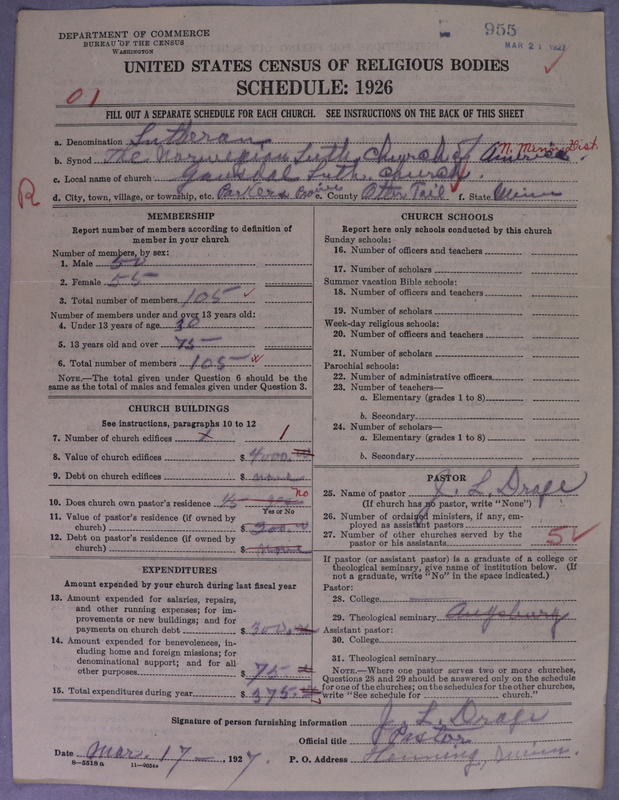 DEPARTMENT OF COMMERCE
BUREAU OF THE CENSUS
WASHINGTON
955
MAR 21 1927
UNITED STATES CENSUS OF RELIGIOUS BODIES
SCHEDULE: 1926
01
FILL OUT A SEPARATE SCHEDULE FOR EACH CHURCH. SEE INSTRUCTIONS ON THE BACK OF THIS SHEET
a. Denomination Lutheran
b. Synod The Norwegian Luth. Church of America. N. Minn. Dist.
c. Local name of church Gausdal Luth. church.
R
d. City, town, village, or township, etc. Parkers Prairie e. County Otter Tail f. State Minn
MEMBERSHIP
Report number of members according to definition of
member in your church
Number of members, by sex:
1. Male 50
2. Female 55
3. Total number of members 105
Number of members under and over 13 years old:
4. Under 13 years of age 30
5. 13 years old and over 75
6. Total number of members 105
NOTE.—The total given under Question 6 should be the
same as the total of males and females given under Question 3.
CHURCH BUILDINGS
See instructions, paragraphs 10 to 12
7. Number of church edifices 1
8. Value of church edifices $ 4000.
9. Debt on church edifices $ none
10. Does church own pastor's residence 1/5 yes no
Yes or No
11. Value of pastor's residence (if owned by
church) $
12. Debt on pastor's residence (if owned by
church) $ none
EXPENDITURES
Amount expended by your church during last fiscal year
13. Amount expended for salaries, repairs,
and other running expenses; for im-
provements or new buildings; and for
payments on church debt $ 300.
14. Amount expended for benevolences, in-
cluding home and foreign missions; for
denominational support; and for all
other purposes $ 75
15. Total expenditures during year $ 375.
CHURCH SCHOOLS
Report here only schools conducted by this church
Sunday schools:
16. Number of officers and teachers
17. Number of scholars
Summer vacation Bible schools:
18. Number of officers and teachers
19. Number of scholars
Week-day religious schools:
20. Number of officers and teachers
21. Number of scholars
Parochial schools:
22. Number of administrative officers
23. Number of teachers—
a. Elementary (grades 1 to 8)
b. Secondary
24. Number of scholars—
a. Elementary (grades 1 to 8)
b. Secondary
PASTOR
25. Name of pastor J. L. Drage
(If church has no pastor, write "None")
26. Number of ordained ministers, if any, em-
ployed as assistant pastors
27. Number of other churches served by the
pastor or his assistants 5
If pastor (or assistant pastor) is a graduate of a college or
theological seminary, give name of institution below. (If
not a graduate, write "No" in the space indicated.)
Pastor:
28. College
29. Theological seminary Augsburg
Assistant pastor:
30. College
31. Theological seminary
NOTE.—Where one pastor serves two or more churches,
Questions 28 and 29 should be answered only on the schedule
for one of the churches; on the schedules for the other churches,
write "See schedule for church."
Signature of person furnishing information J. L. Drage
Official title Pastor
Date Mar. 17 — , 1927. P. O. Address Henning, Minn.
8—5518 a 11—9034